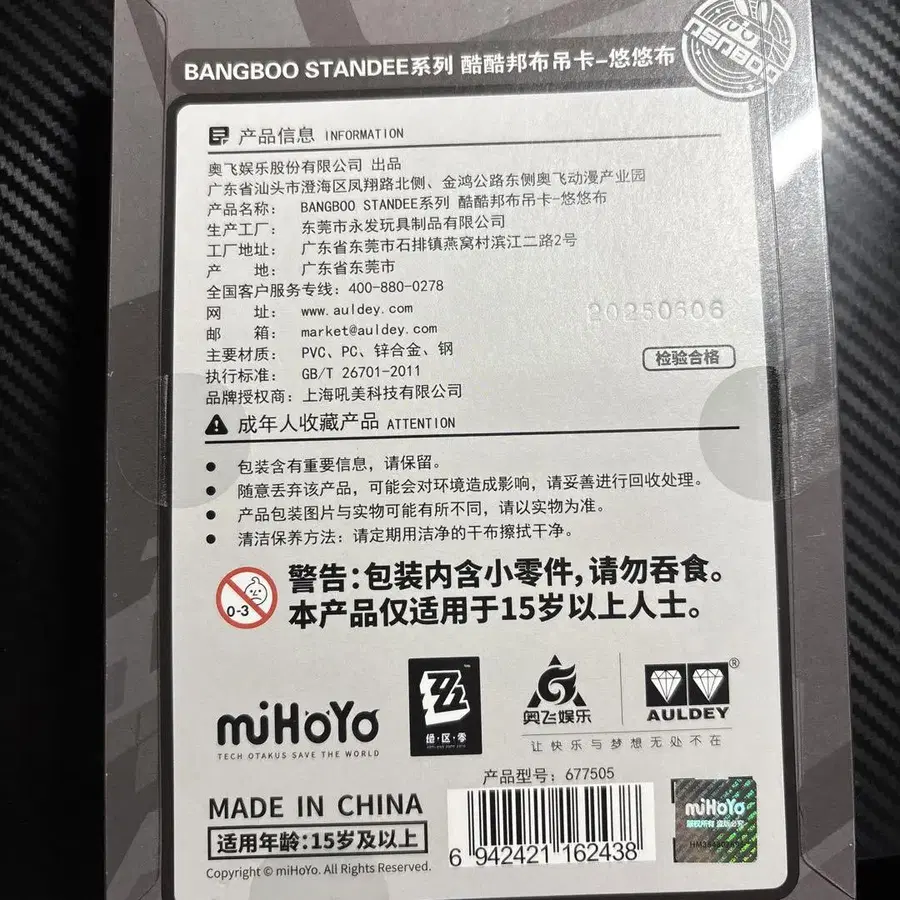 BANGBOO
BANGBOO STANDEE系列 酷酷邦布吊卡-悠悠布
产品信息 INFORMATION
奥飞娱乐股份有限公司 出品
广东省汕头市澄海区凤翔路北侧、金鸿公路东侧奥飞动漫产业园
产品名称： BANGBOO STANDEE系列 酷酷邦布吊卡-悠悠布
生产工厂： 东莞市永发玩具制品有限公司
工厂地址： 广东省东莞市石排镇燕窝村滨江二路2号
产 地： 广东省东莞市
全国客户服务专线：400-880-0278
网 址： www.auldey.com
邮 箱： market@auldey.com
主要材质： PVC、PC、锌合金、钢
执行标准： GB/T 26701-2011
品牌授权商：上海吼美科技有限公司
20250606
检验合格
成年人收藏产品 ATTENTION
● 包装含有重要信息，请保留。
● 随意丢弃该产品，可能会对环境造成影响，请妥善进行回收处理。
● 产品包装图片与实物可能有所不同，请以实物为准。
● 清洁保养方法：请定期用洁净的干布擦拭干净。
0-3
警告：包装内含小零件，请勿吞食。
本产品仅适用于15岁以上人士。
miHoYo
TECH OTAKUS SAVE THE WORLD
绝·区·零
奥飞娱乐
AULDEY®
让快乐与梦想无处不在
产品型号：677505
MADE IN CHINA
适用年龄：15岁及以上
Copyright © miHoYo. All Rights Reserved.
6 942421 162438
miHoYo
版权所有 盗版必究